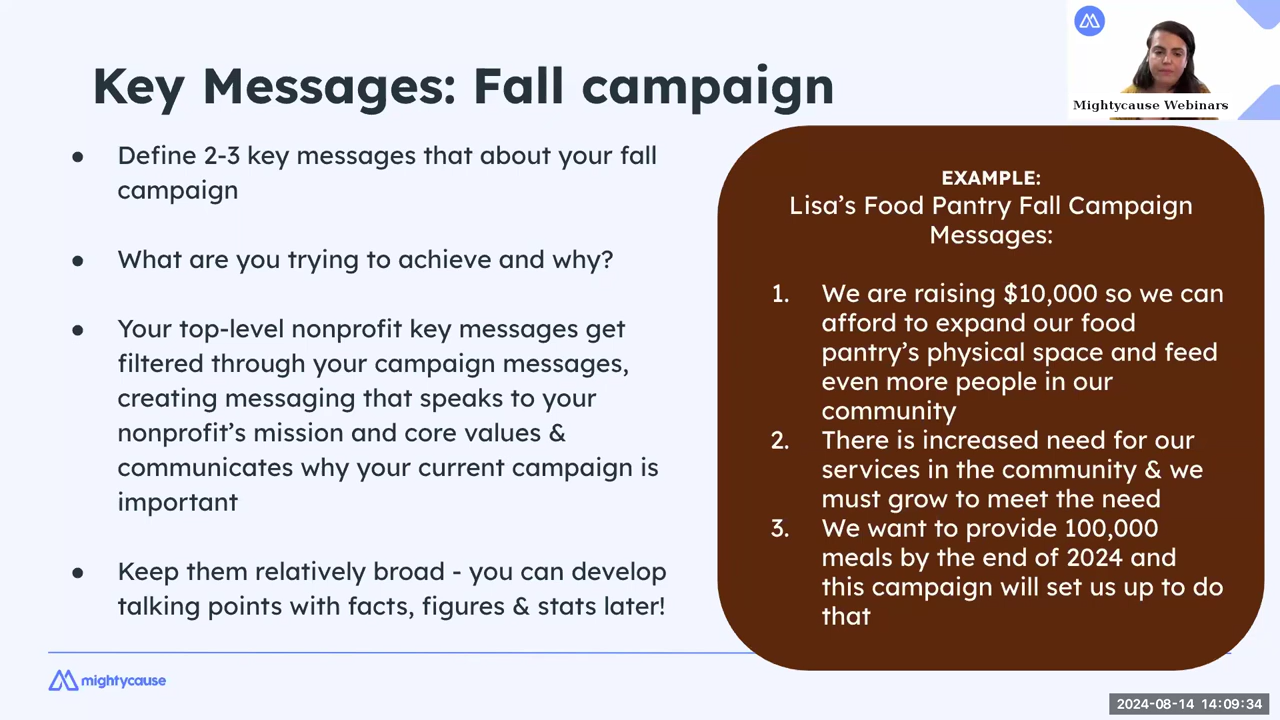 Key Messages: Fall campaign
Mightycause Webinars
● Define 2-3 key messages that about your fall
campaign
● What are you trying to achieve and why?
● Your top-level nonprofit key messages get
filtered through your campaign messages,
creating messaging that speaks to your
nonprofit's mission and core values &
communicates why your current campaign is
important
● Keep them relatively broad - you can develop
talking points with facts, figures & stats later!
EXAMPLE:
Lisa's Food Pantry Fall Campaign
Messages:
1. We are raising $10,000 so we can
afford to expand our food
pantry's physical space and feed
even more people in our
community
2. There is increased need for our
services in the community & we
must grow to meet the need
3. We want to provide 100,000
meals by the end of 2024 and
this campaign will set us up to do
that
mightycause
2024-08-14 14:09:34